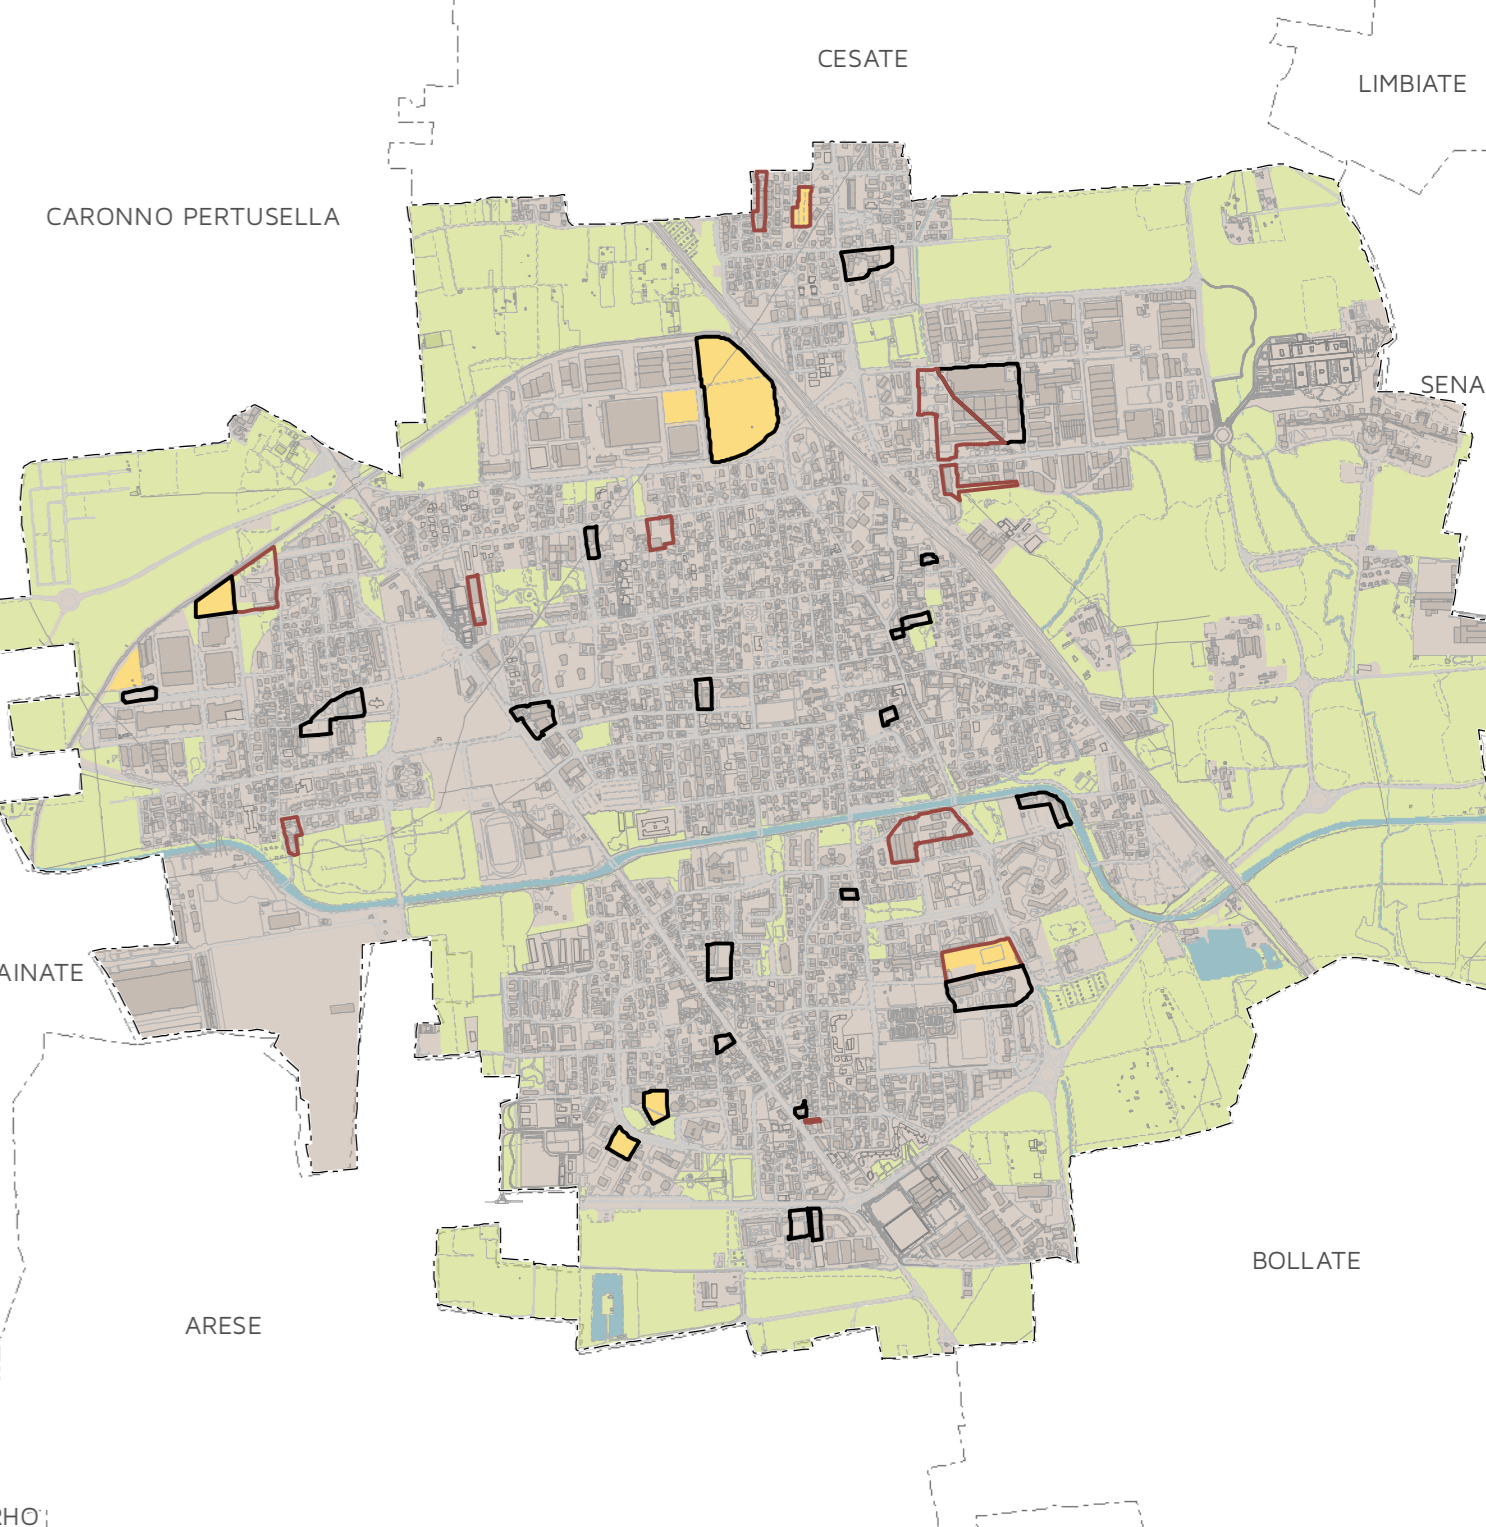 CESATE
LIMBIATE
CARONNO PERTUSELLA
SENA
AINATE
BOLLATE
ARESE
RHO